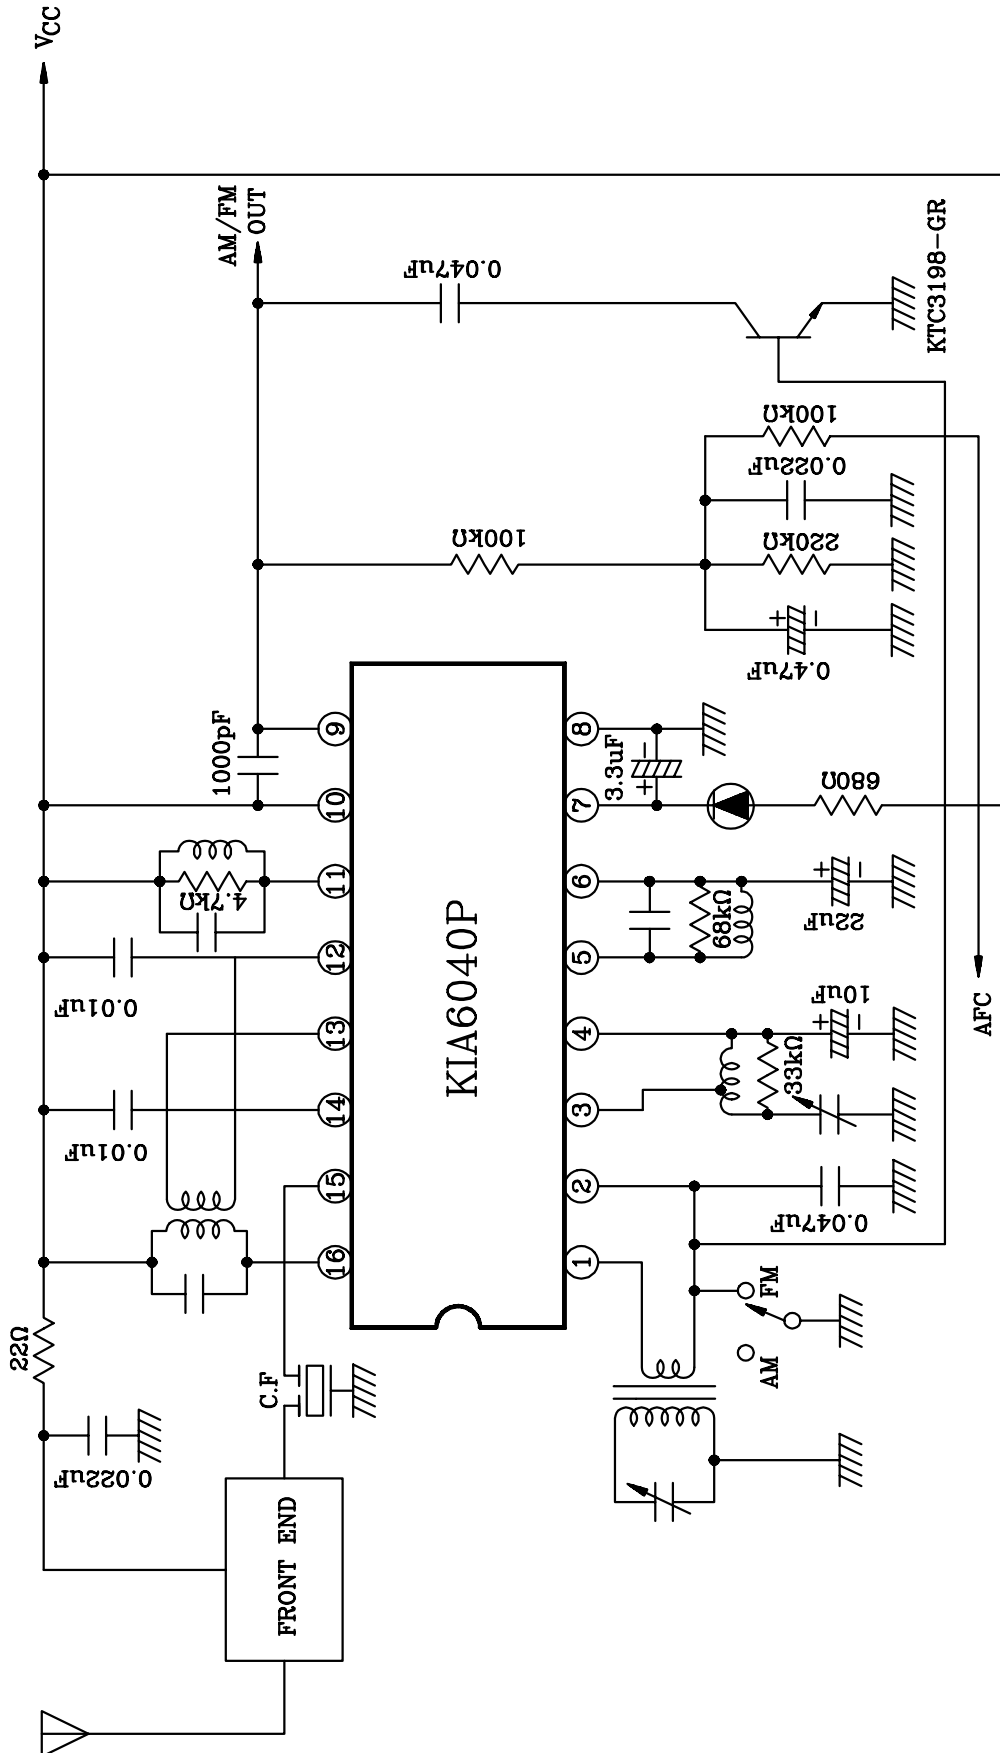 VCC
AM/FM
OUT
0.047uF
KTC3198-GR
100kΩ
0.022uF
100kΩ
220kΩ
+
−
0.47uF
1000pF
9
8
3.3uF
+
−
680Ω
10
7
4.7kΩ
11
6
68kΩ
+
−
22uF
12
5
0.01uF
KIA6040P
AFC
13
4
33kΩ
+
−
10uF
14
3
0.01uF
15
2
0.047uF
16
1
22Ω
FM
AM
C.F
0.022uF
FRONT END